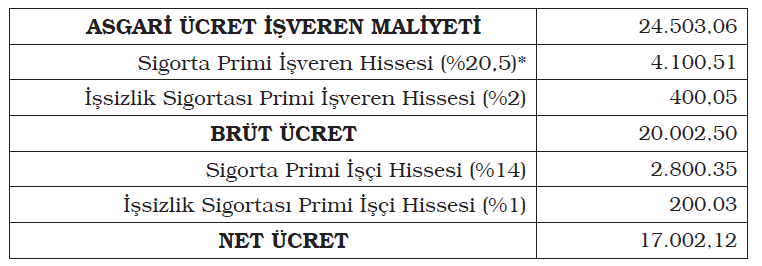 ASGARİ ÜCRET İŞVEREN MALİYETİ 24.503,06
Sigorta Primi İşveren Hissesi (%20,5)* 4.100,51
İşsizlik Sigortası Primi İşveren Hissesi (%2) 400,05
BRÜT ÜCRET 20.002,50
Sigorta Primi İşçi Hissesi (%14) 2.800.35
İşsizlik Sigortası Primi İşçi Hissesi (%1) 200.03
NET ÜCRET 17.002,12